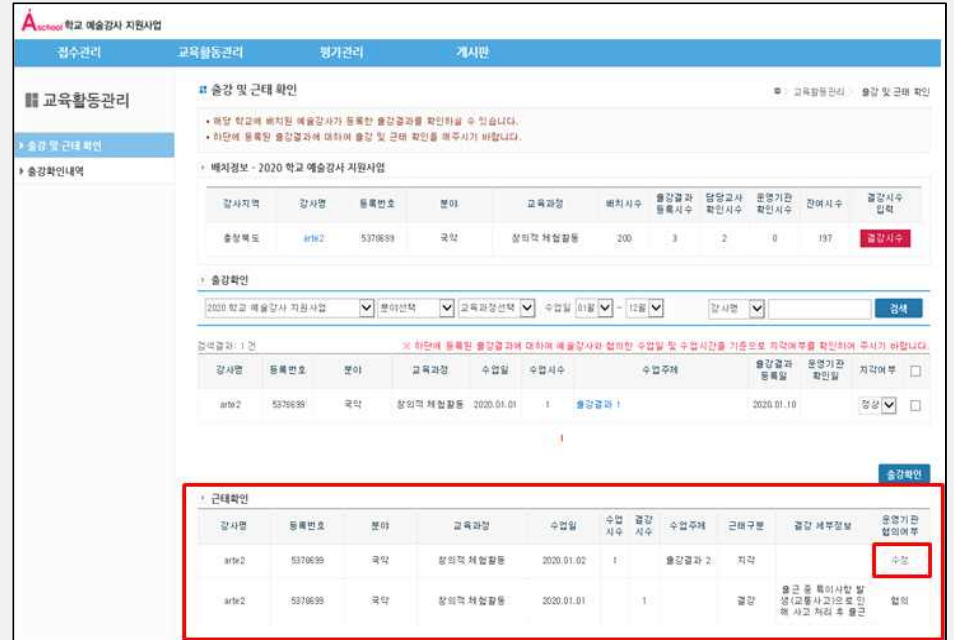 Aschool 학교 예술강사 지원사업
접수관리 교육활동관리 평가관리 게시판
교육활동관리
출강 및 근태 확인
출강확인내역
출강 및 근태 확인
교육활동관리 출강 및 근태 확인
• 해당 학교에 배치된 예술강사가 등록한 출강결과를 확인하실 수 있습니다.
• 하단에 등록된 출강결과에 대하여 출강 및 근태 확인을 해주시기 바랍니다.
배치정보 - 2020 학교 예술강사 지원사업
강사지역 강사명 등록번호 분야 교육과정 배치시수 출강결과 등록시수 담당교사 확인시수 운영기관 확인시수 잔여시수 결강시수 입력
충청북도 arte2 5378699 국악 창의적 체험활동 200 3 2 0 197 결강시수
출강확인
2020 학교 예술강사 지원사업 분야선택 교육과정선택 수업일 01월 ~ 12월 강사명 검색
검색결과: 1 건
※ 하단에 등록된 출강결과에 대하여 예술강사와 협의한 수업일 및 수업시간을 기준으로 지각여부를 확인하여 주시기 바랍니다.
강사명 등록번호 분야 교육과정 수업일 수업시수 수업주제 출강결과 등록일 운영기관 확인일 지각여부
arte2 5378699 국악 창의적 체험활동 2020.01.01 1 출강결과 1 2020.01.10 정상
1
출강확인
근태확인
강사명 등록번호 분야 교육과정 수업일 수업 시수 결강 시수 수업주제 근태구분 결강 세부정보 운영기관 협의여부
arte2 5378699 국악 창의적 체험활동 2020.01.02 1 출강결과 2 지각 수정
arte2 5378699 국악 창의적 체험활동 2020.01.01 1 결강 출근 중 특이사항 발생(교통사고)으로 인해 사고 처리 후 출근 협의